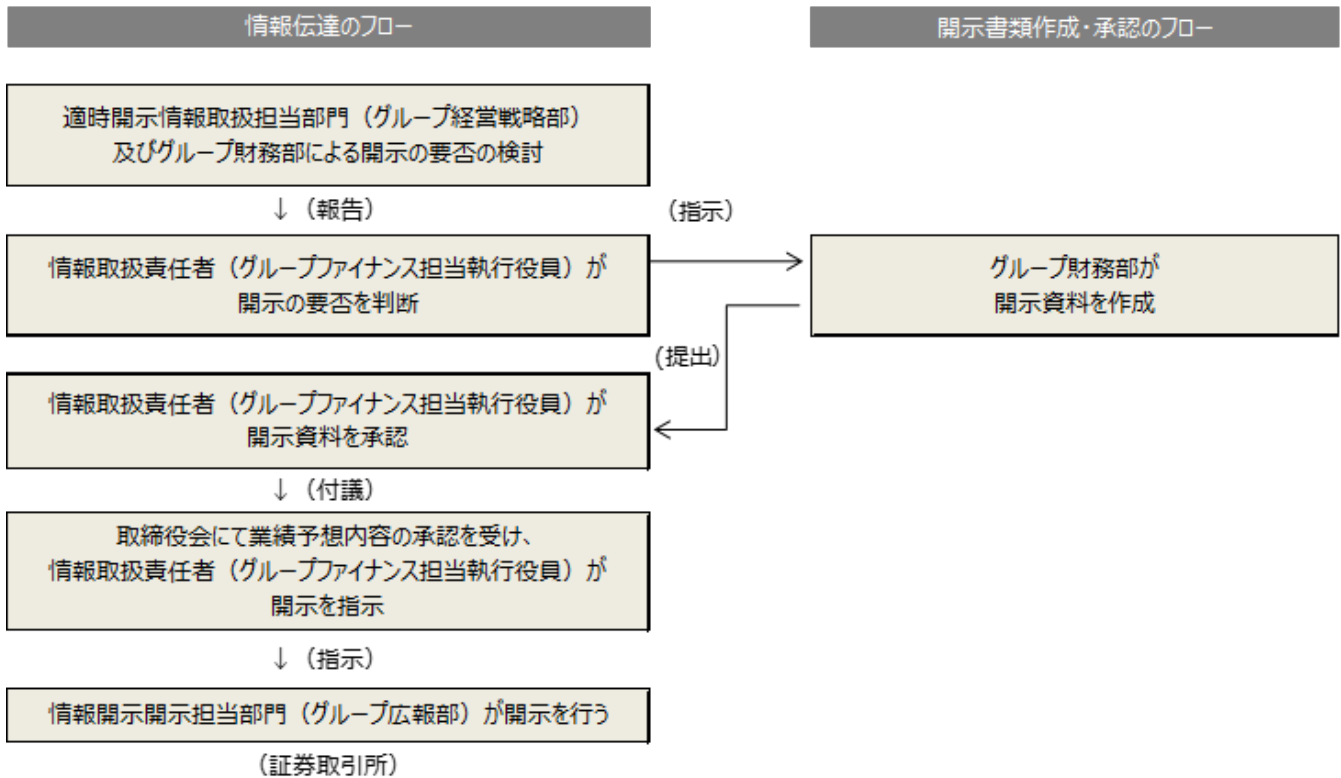 情報伝達のフロー
開示書類作成・承認のフロー
適時開示情報取扱担当部門（グループ経営戦略部）
及びグループ財務部による開示の要否の検討
↓（報告）
（指示）
情報取扱責任者（グループファイナンス担当執行役員）が
開示の要否を判断
グループ財務部が
開示資料を作成
(提出)
情報取扱責任者（グループファイナンス担当執行役員）が
開示資料を承認
↓（付議）
取締役会にて業績予想内容の承認を受け、
情報取扱責任者（グループファイナンス担当執行役員）が
開示を指示
↓（指示）
情報開示開示担当部門（グループ広報部）が開示を行う
（証券取引所）